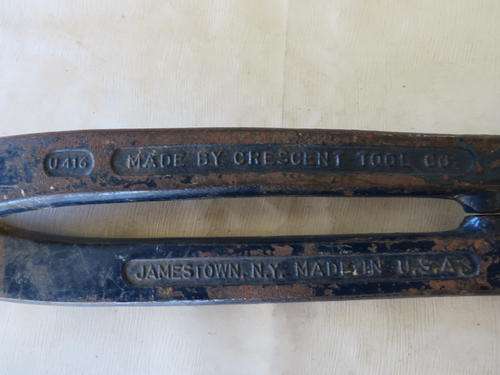 U416 MADE BY CRESCENT TOOL CO.
JAMESTOWN. N.Y. MADE IN U.S.A.